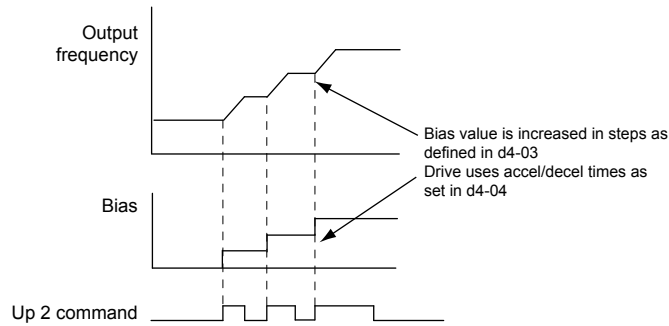 Output
frequency
Bias value is increased in steps as
defined in d4-03
Drive uses accel/decel times as
set in d4-04
Bias
Up 2 command